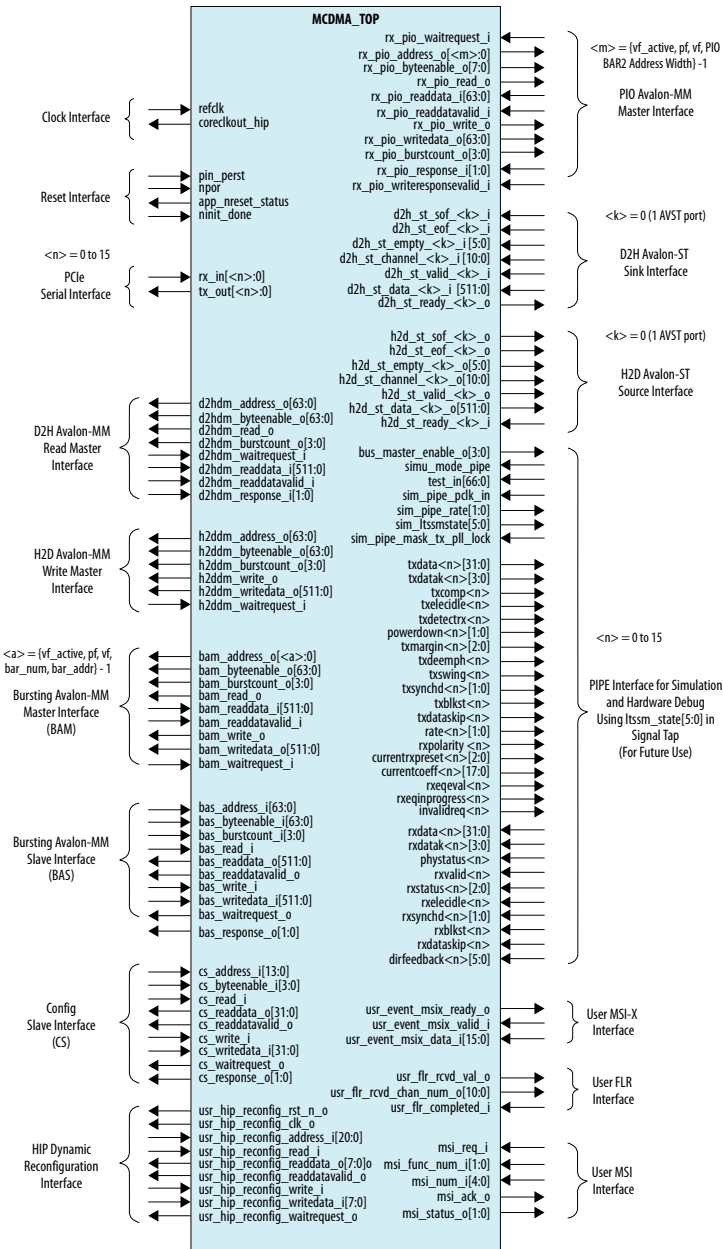 MCDMA_TOP
Clock Interface
refclk
coreclkout_hip
Reset Interface
pin_perst
npor
app_nreset_status
ninit_done
<n> = 0 to 15
PCIe
Serial Interface
rx_in[<n>:0]
tx_out[<n>:0]
D2H Avalon-MM
Read Master
Interface
d2hdm_address_o[63:0]
d2hdm_byteenable_o[63:0]
d2hdm_read_o
d2hdm_burstcount_o[3:0]
d2hdm_waitrequest_i
d2hdm_readdata_i[511:0]
d2hdm_readdatavalid_i
d2hdm_response_i[1:0]
H2D Avalon-MM
Write Master
Interface
h2ddm_address_o[63:0]
h2ddm_byteenable_o[63:0]
h2ddm_burstcount_o[3:0]
h2ddm_write_o
h2ddm_writedata_o[511:0]
h2ddm_waitrequest_i
<a> = {vf_active, pf, vf,
bar_num, bar_addr} - 1
Bursting Avalon-MM
Master Interface
(BAM)
bam_address_o[<a>:0]
bam_byteenable_o[63:0]
bam_burstcount_o[3:0]
bam_read_o
bam_readdata_i[511:0]
bam_readdatavalid_i
bam_write_o
bam_writedata_o[511:0]
bam_waitrequest_i
Bursting Avalon-MM
Slave Interface
(BAS)
bas_address_i[63:0]
bas_byteenable_i[63:0]
bas_burstcount_i[3:0]
bas_read_i
bas_readdata_o[511:0]
bas_readdatavalid_o
bas_write_i
bas_writedata_i[511:0]
bas_waitrequest_o
bas_response_o[1:0]
Config
Slave Interface
(CS)
cs_address_i[13:0]
cs_byteenable_i[3:0]
cs_read_i
cs_readdata_o[31:0]
cs_readdatavalid_o
cs_write_i
cs_writedata_i[31:0]
cs_waitrequest_o
cs_response_o[1:0]
HIP Dynamic
Reconfiguration
Interface
usr_hip_reconfig_rst_n_o
usr_hip_reconfig_clk_o
usr_hip_reconfig_address_i[20:0]
usr_hip_reconfig_read_i
usr_hip_reconfig_readdata_o[7:0]o
usr_hip_reconfig_readdatavalid_o
usr_hip_reconfig_write_i
usr_hip_reconfig_writedata_i[7:0]
usr_hip_reconfig_waitrequest_o
rx_pio_waitrequest_i
rx_pio_address_o[<m>:0]
rx_pio_byteenable_o[7:0]
rx_pio_read_o
rx_pio_readdata_i[63:0]
rx_pio_readdatavalid_i
rx_pio_write_o
rx_pio_writedata_o[63:0]
rx_pio_burstcount_o[3:0]
rx_pio_response_i[1:0]
rx_pio_writeresponsevalid_i
<m> = {vf_active, pf, vf, PIO
BAR2 Address Width} -1
PIO Avalon-MM
Master Interface
d2h_st_sof_<k>_i
d2h_st_eof_<k>_i
d2h_st_empty_<k>_i [5:0]
d2h_st_channel_<k>_i [10:0]
d2h_st_valid_<k>_i
d2h_st_data_<k>_i [511:0]
d2h_st_ready_<k>_o
<k> = 0 (1 AVST port)
D2H Avalon-ST
Sink Interface
h2d_st_sof_<k>_o
h2d_st_eof_<k>_o
h2d_st_empty_<k>_o[5:0]
h2d_st_channel_<k>_o[10:0]
h2d_st_valid_<k>_o
h2d_st_data_<k>_o[511:0]
h2d_st_ready_<k>_i
<k> = 0 (1 AVST port)
H2D Avalon-ST
Source Interface
bus_master_enable_o[3:0]
simu_mode_pipe
test_in[66:0]
sim_pipe_pclk_in
sim_pipe_rate[1:0]
sim_ltssmstate[5:0]
sim_pipe_mask_tx_pll_lock
txdata<n>[31:0]
txdatak<n>[3:0]
txcomp<n>
txelecidle<n>
txdetectrx<n>
powerdown<n>[1:0]
txmargin<n>[2:0]
txdeemph<n>
txswing<n>
txsynchd<n>[1:0]
txblkst<n>
txdataskip<n>
rate<n>[1:0]
rxpolarity <n>
currentrxpreset<n>[2:0]
currentcoeff<n>[17:0]
rxeqeval<n>
rxeqinprogress<n>
invalidreq<n>
rxdata<n>[31:0]
rxdatak<n>[3:0]
phystatus<n>
rxvalid<n>
rxstatus<n>[2:0]
rxelecidle<n>
rxsynchd<n>[1:0]
rxblkst<n>
rxdataskip<n>
dirfeedback<n>[5:0]
<n> = 0 to 15
PIPE Interface for Simulation
and Hardware Debug
Using ltssm_state[5:0] in
Signal Tap
(For Future Use)
usr_event_msix_ready_o
usr_event_msix_valid_i
usr_event_msix_data_i[15:0]
User MSI-X
Interface
usr_flr_rcvd_val_o
usr_flr_rcvd_chan_num_o[10:0]
usr_flr_completed_i
User FLR
Interface
msi_req_i
msi_func_num_i[1:0]
msi_num_i[4:0]
msi_ack_o
msi_status_o[1:0]
User MSI
Interface